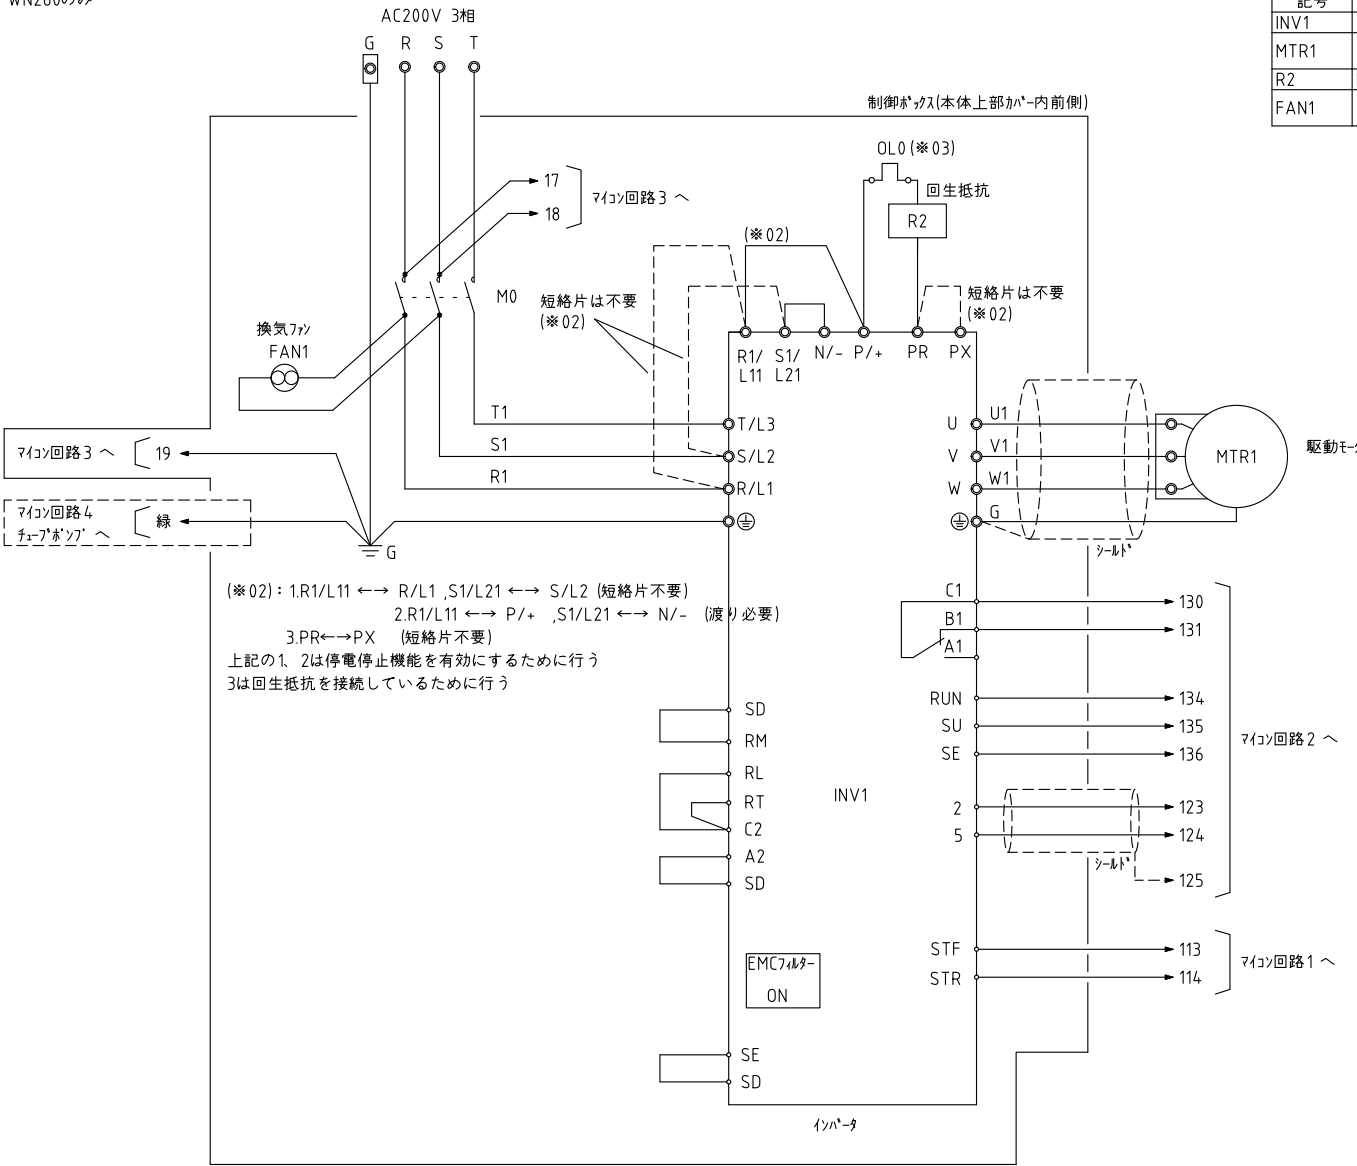 WN280のみ
AC200V 3相
G R S T
記号
INV1
MTR1
R2
FAN1
制御ﾎﾞｯｸｽ(本体上部ｶﾊﾞｰ内前側)
OL0(※03)
回生抵抗
R2
17
18
ﾏｲｺﾝ回路3 へ
(※02)
M0
短絡片は不要
(※02)
短絡片は不要
(※02)
換気ﾌｧﾝ
FAN1
R1/
L11
S1/
L21
N/- P/+ PR PX
T1
S1
R1
T/L3
S/L2
R/L1
U
V
W
U1
V1
W1
G
MTR1
駆動ﾓｰ
ｼｰﾙﾄﾞ
ﾏｲｺﾝ回路3 へ
19
ﾏｲｺﾝ回路4
ﾁｭｰﾌﾞﾎﾟﾝﾌﾟ へ
緑
G
(※02):1.R1/L11 ←→ R/L1 ,S1/L21 ←→ S/L2 (短絡片不要)
2.R1/L11 ←→ P/+ ,S1/L21 ←→ N/- (渡り必要)
3.PR←→PX (短絡片不要)
上記の1、2は停電停止機能を有効にするために行う
3は回生抵抗を接続しているために行う
C1
B1
A1
130
131
RUN
SU
SE
134
135
136
ﾏｲｺﾝ回路2 へ
2
5
123
124
ｼｰﾙﾄﾞ
125
SD
RM
RL
RT
C2
A2
SD
INV1
STF
STR
113
114
ﾏｲｺﾝ回路1 へ
EMCﾌｨﾙﾀｰ
ON
SE
SD
ｲﾝﾊﾞｰﾀ